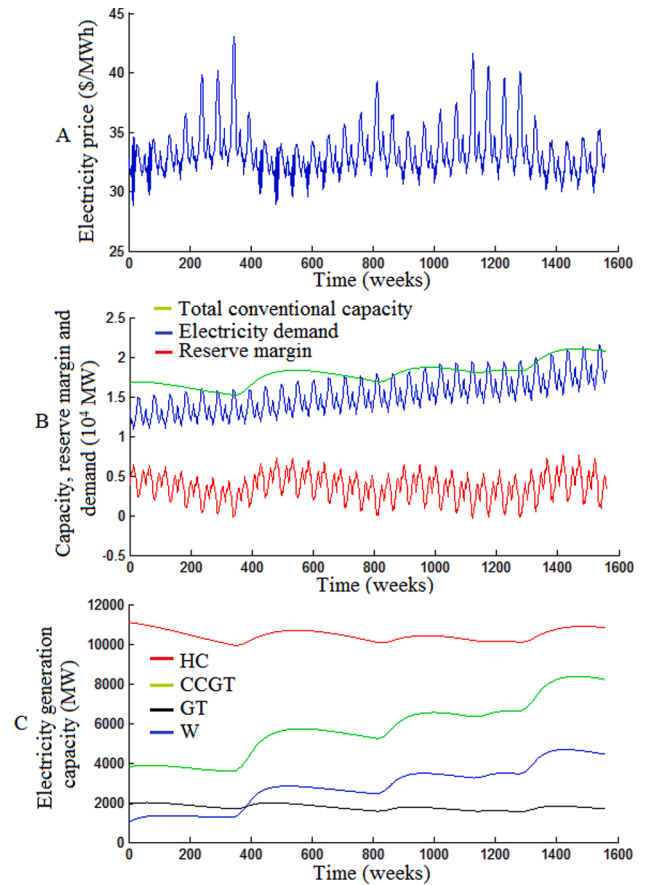 45
40
35
30
25
A
Electricity price ($/MWh)
0 200 400 600 800 1000 1200 1400 1600
Time (weeks)
Total conventional capacity
Electricity demand
Reserve margin
2.5
2
1.5
1
0.5
0
-0.5
B
Capacity, reserve margin and
demand (10⁴ MW)
0 200 400 600 800 1000 1200 1400 1600
Time (weeks)
12000
10000
8000
6000
4000
2000
0
HC
CCGT
GT
W
C
Electricity generation
capacity (MW)
0 200 400 600 800 1000 1200 1400 1600
Time (weeks)